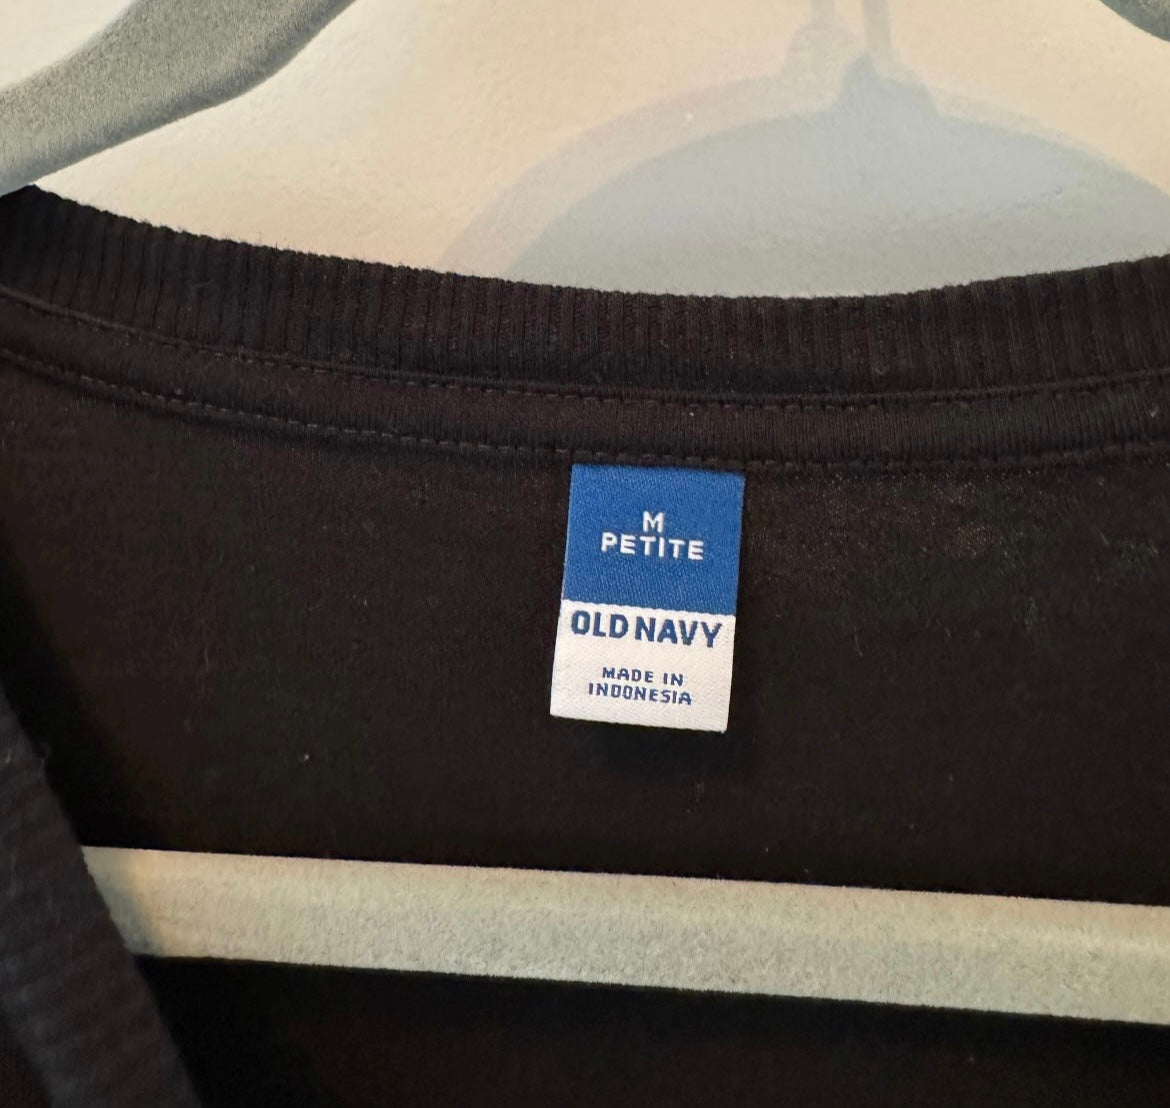 M
PETITE
OLD NAVY
MADE IN
INDONESIA